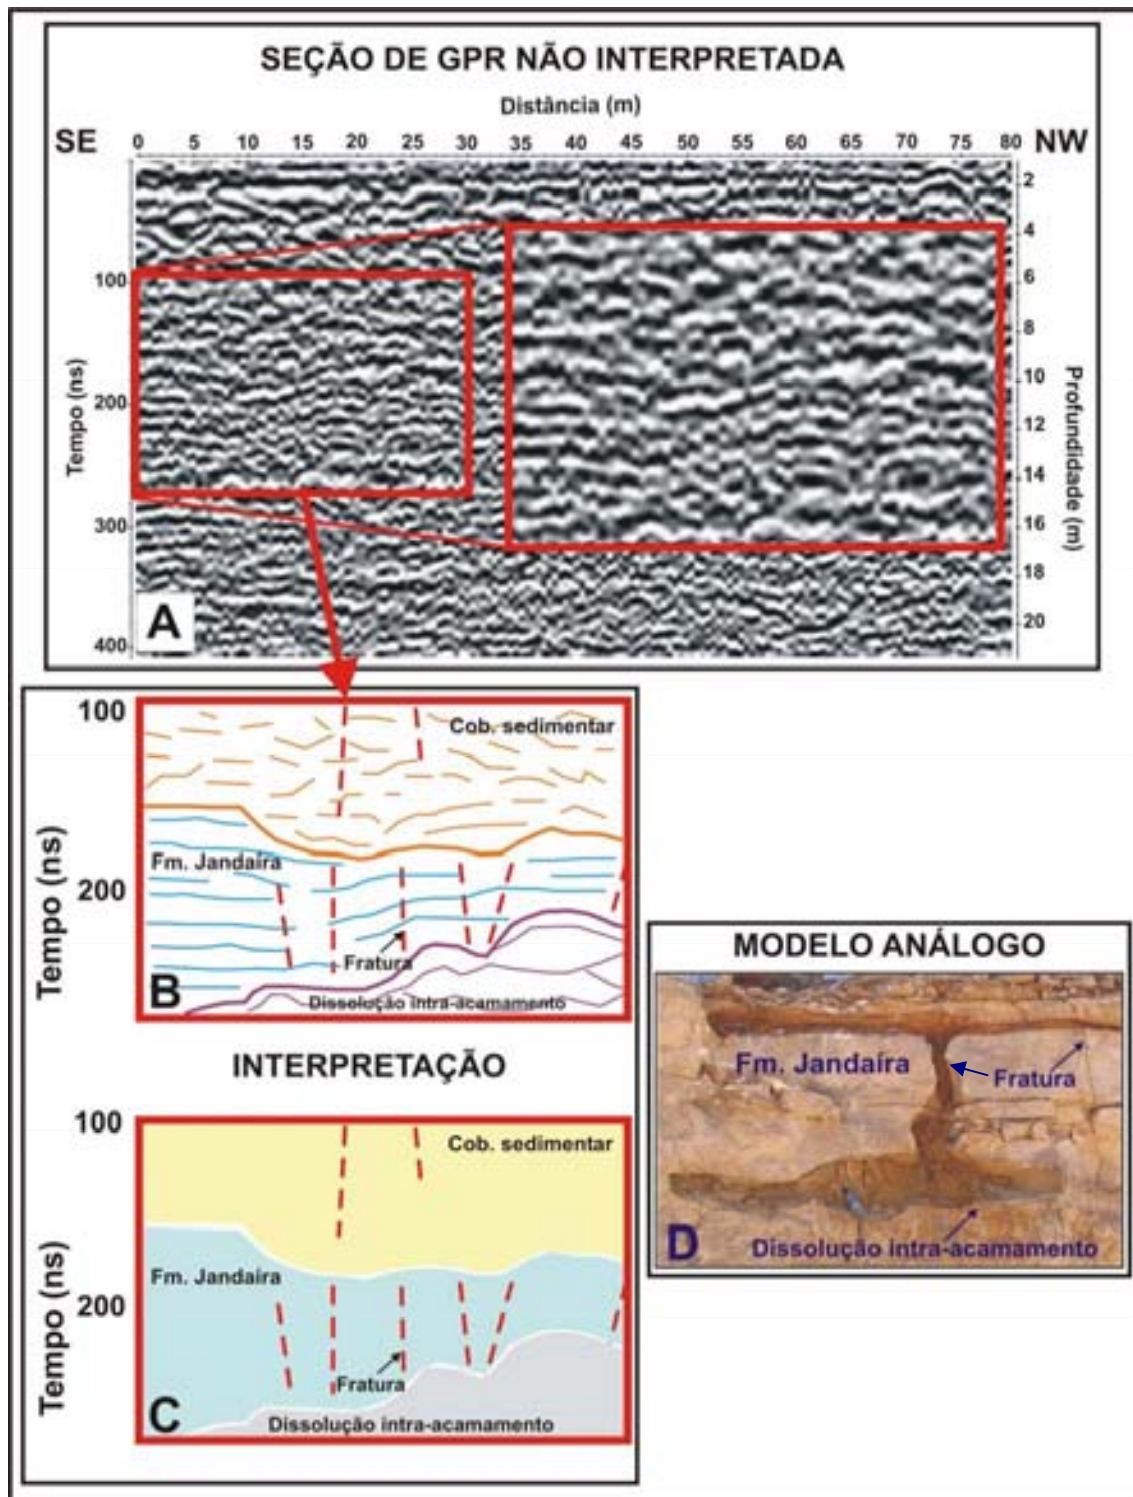 SEÇÃO DE GPR NÃO INTERPRETADA
Distância (m)
SE
0 5 10 15 20 25 30 35 40 45 50 55 60 65 70 75 80
NW
Tempo (ns)
100
200
300
400
2
4
6
8
10
12
14
16
18
20
Profundidade (m)
A
100
200
Tempo (ns)
Cob. sedimentar
Fm. Jandaíra
Fratura
Dissolução intra-acamamento
B
INTERPRETAÇÃO
100
200
Tempo (ns)
Cob. sedimentar
Fm. Jandaíra
Fratura
Dissolução intra-acamamento
C
MODELO ANÁLOGO
Fm. Jandaíra
Fratura
Dissolução intra-acamamento
D